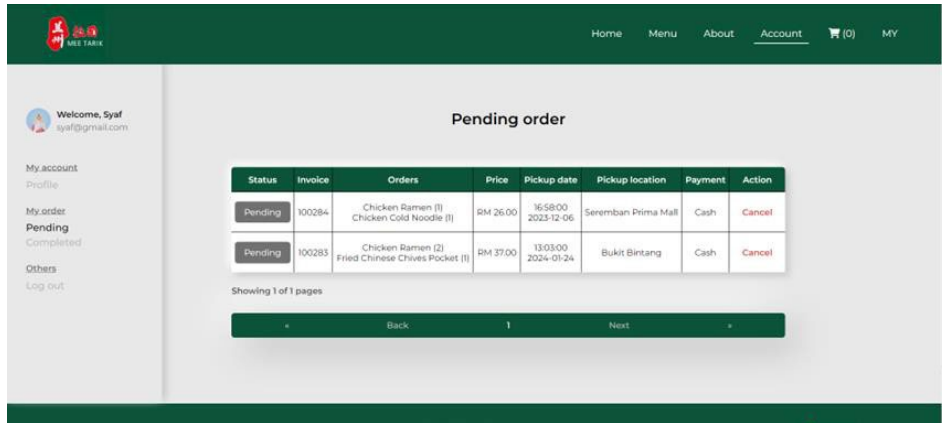 MEE TARIK
Home Menu About Account (0) MY
Welcome, Syaf
syaf@gmail.com
My account
Profile
My order
Pending
Completed
Others
Log out
Pending order
Status Invoice Orders Price Pickup date Pickup location Payment Action
Pending 100284 Chicken Ramen (1) RM 26.00 16:58:00 Seremban Prima Mall Cash Cancel
Chicken Cold Noodle (1) 2023-12-06
Pending 100283 Chicken Ramen (2) RM 37.00 13:03:00 Bukit Bintang Cash Cancel
Fried Chinese Chives Pocket (1) 2024-01-24
Showing 1 of 1 pages
« Back 1 Next »